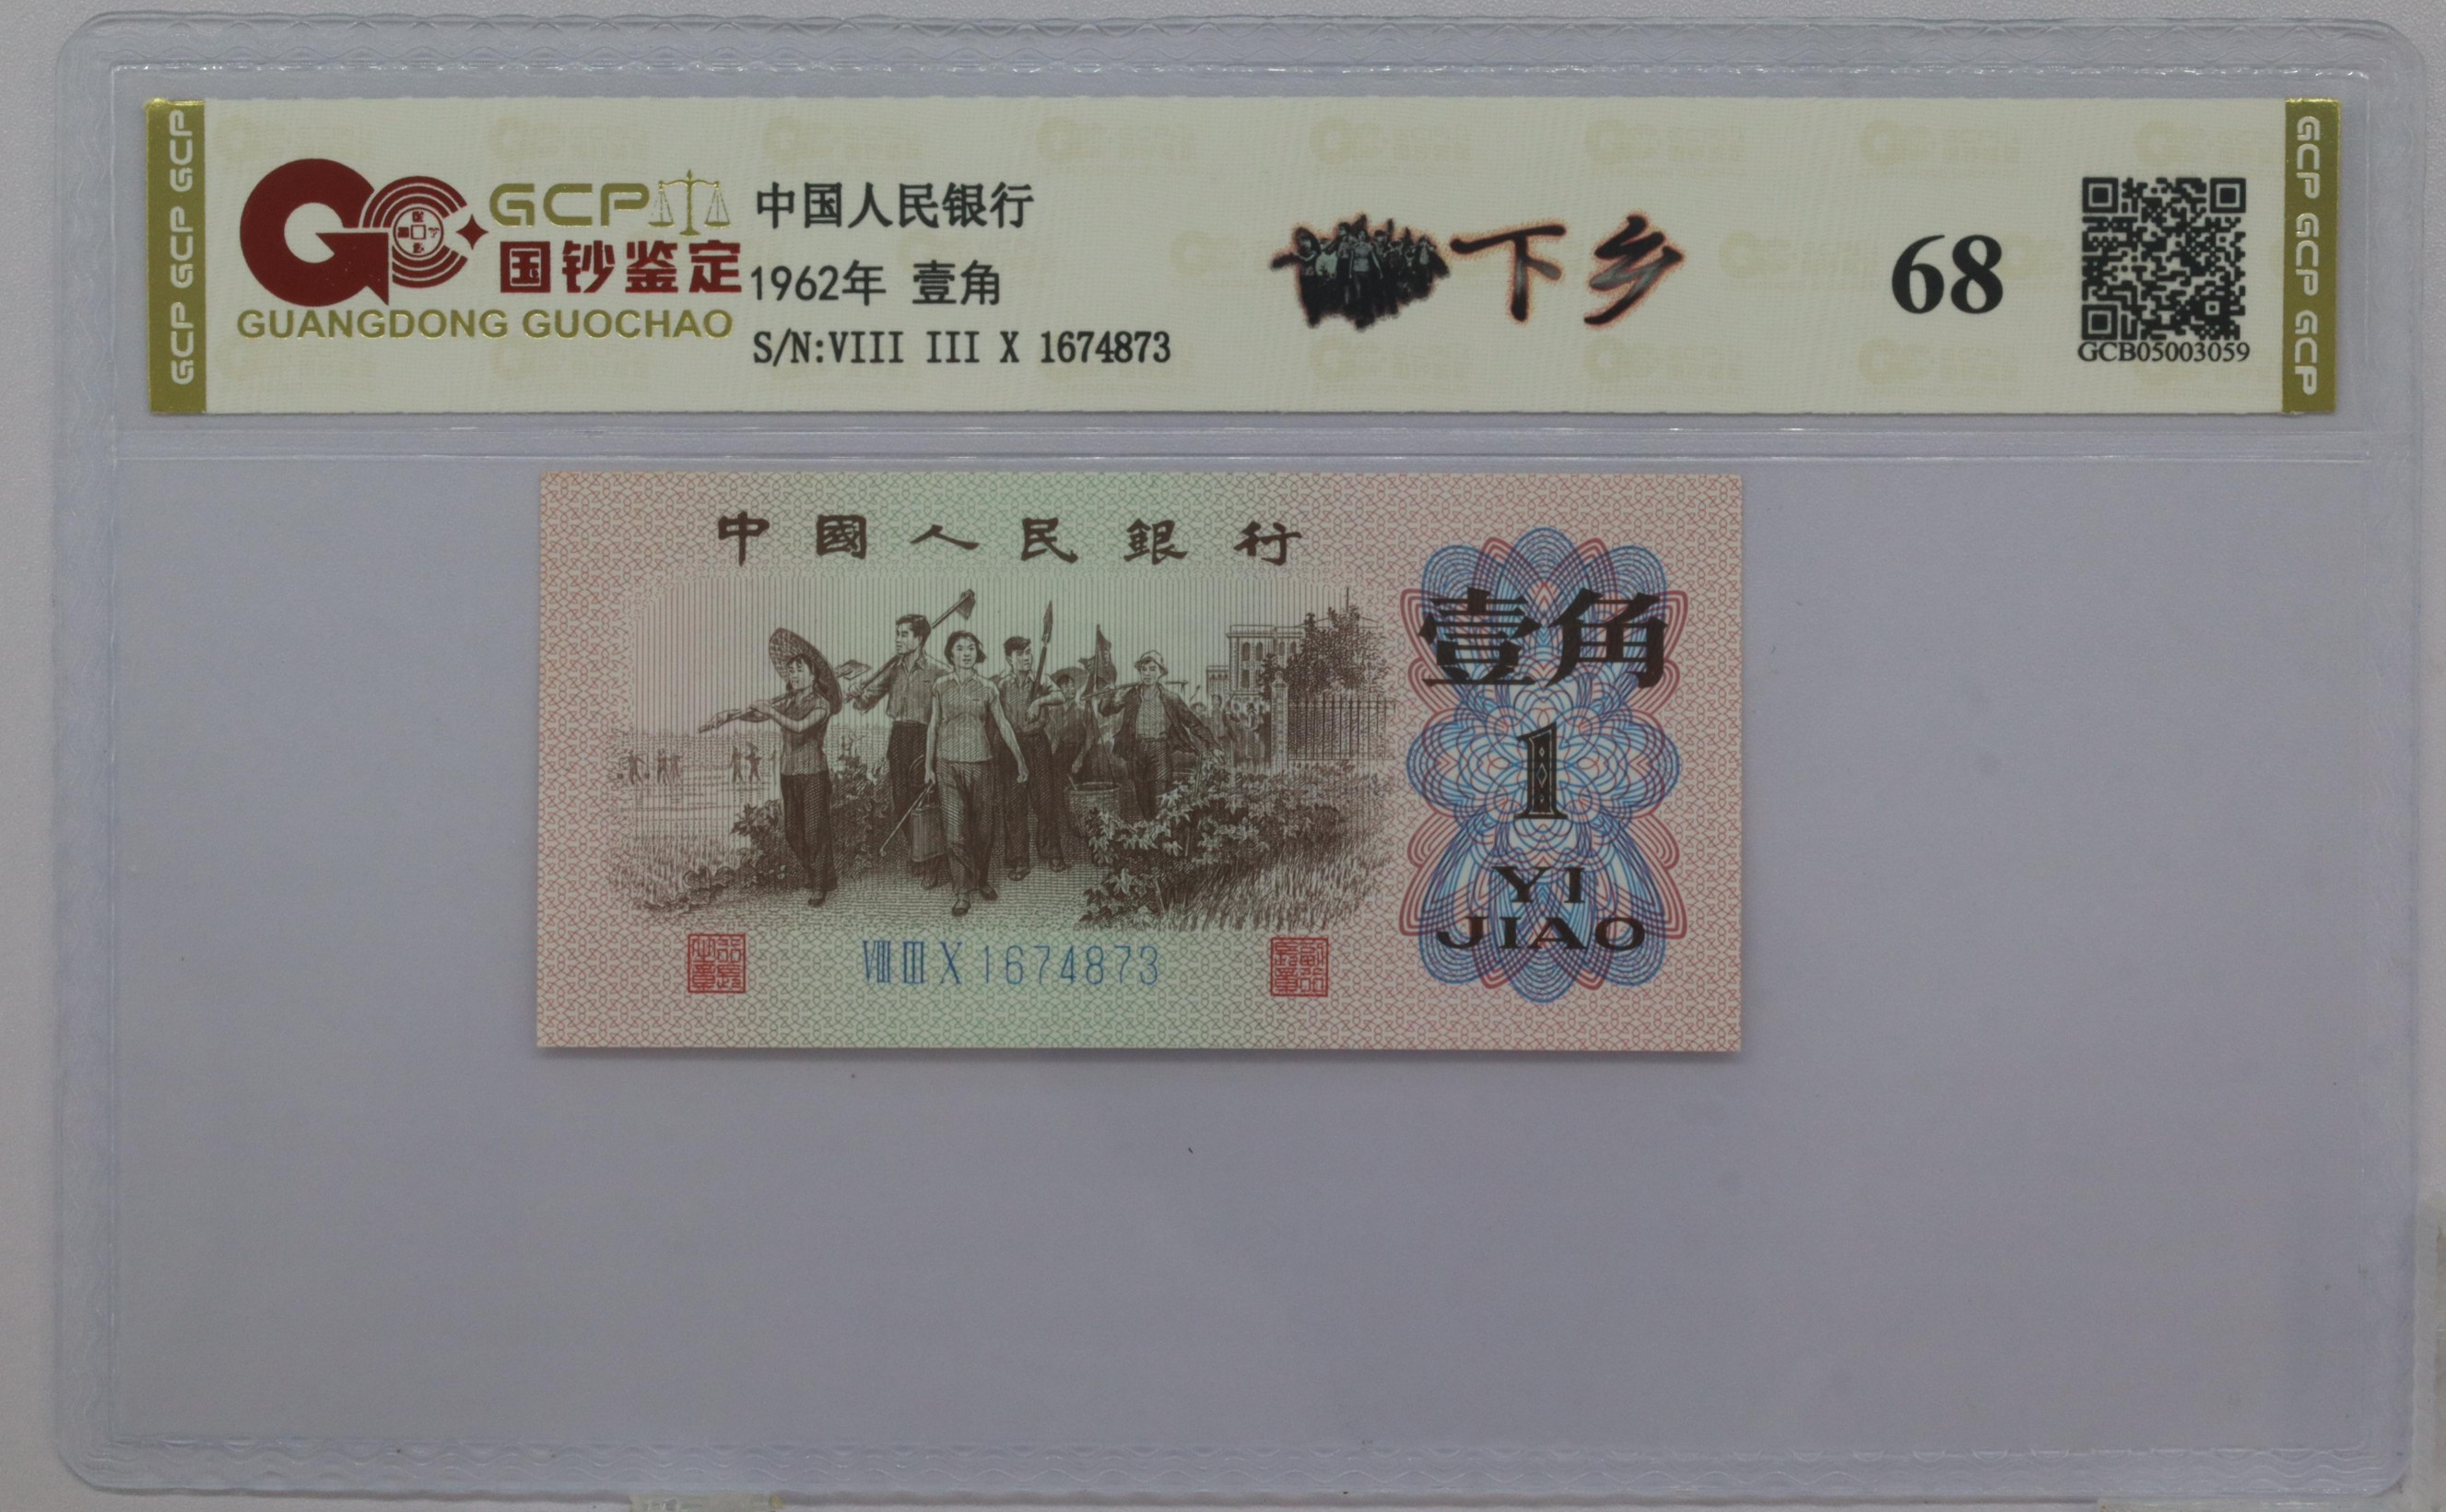 GCP GCP GCP
GCP
国钞鉴定
GUANGDONG GUOCHAO
中国人民银行
1962年 壹角
S/N:VIII III X 1674873
下乡
68
GCB05003059
GCP GCP GCP
中國人民銀行
壹角
1
YI
JIAO
VIII III X 1674873